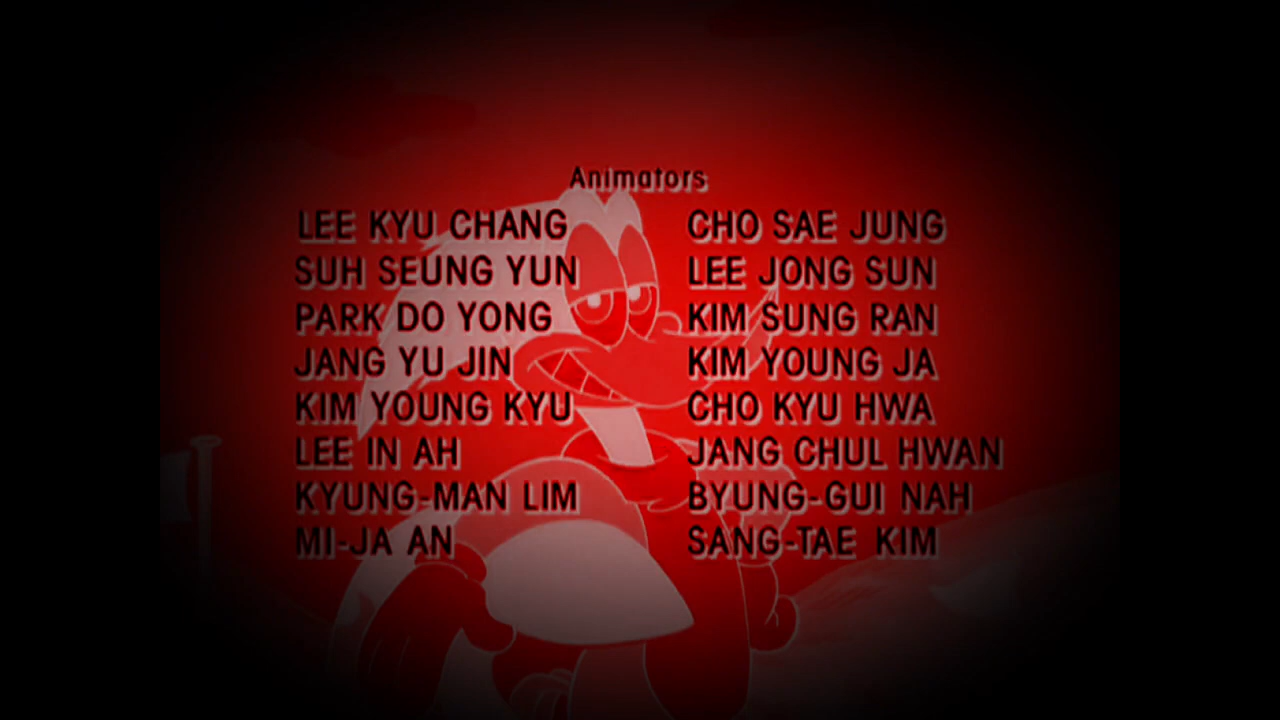 Animators
LEE KYU CHANG
SUH SEUNG YUN
PARK DO YONG
JANG YU JIN
KIM YOUNG KYU
LEE IN AH
KYUNG-MAN LIM
MI-JA AN
CHO SAE JUNG
LEE JONG SUN
KIM SUNG RAN
KIM YOUNG JA
CHO KYU HWA
JANG CHUL HWAN
BYUNG-GUI NAH
SANG-TAE KIM